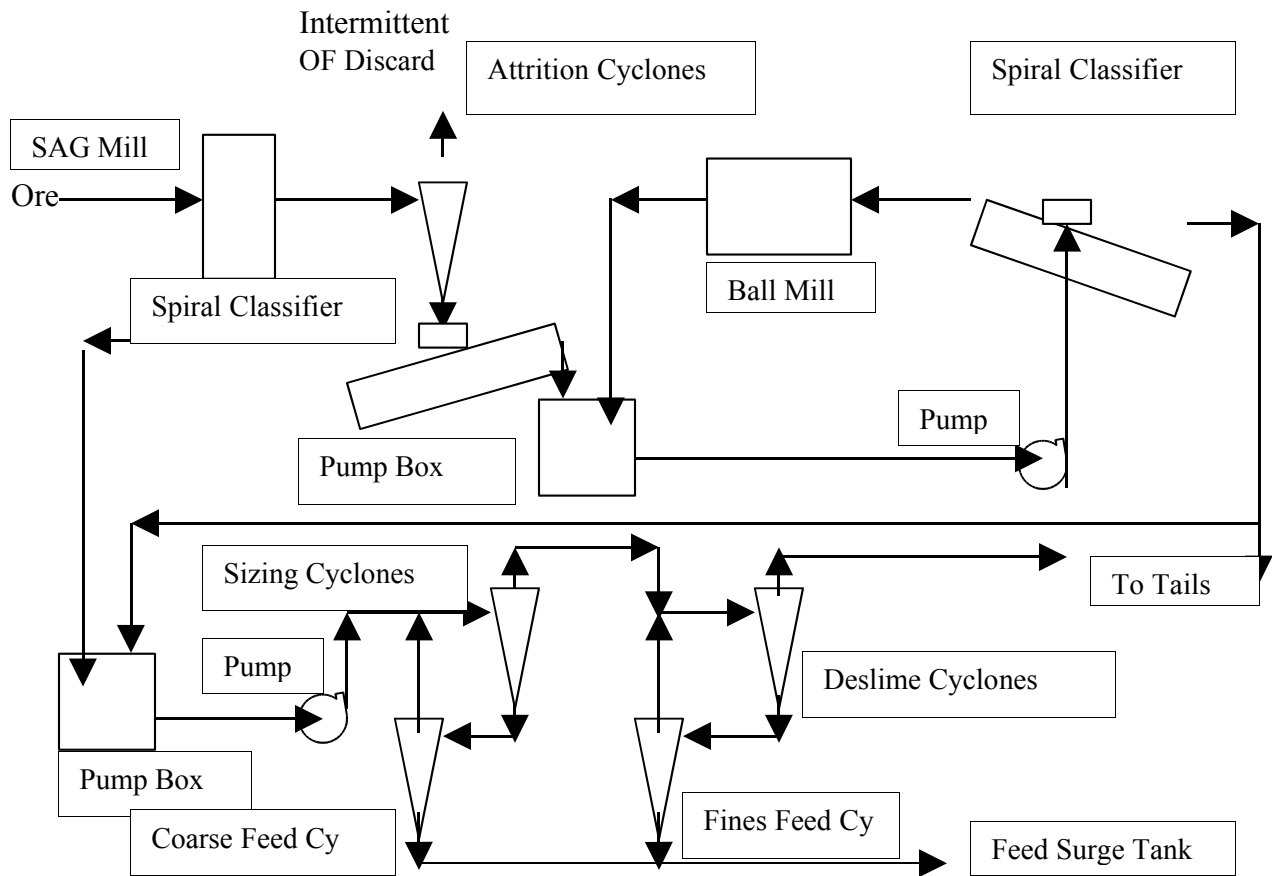 Intermittent
OF Discard
Attrition Cyclones
Spiral Classifier
SAG Mill
Ore
Spiral Classifier
Ball Mill
Pump
Pump Box
Sizing Cyclones
To Tails
Pump
Deslime Cyclones
Pump Box
Coarse Feed Cy
Fines Feed Cy
Feed Surge Tank